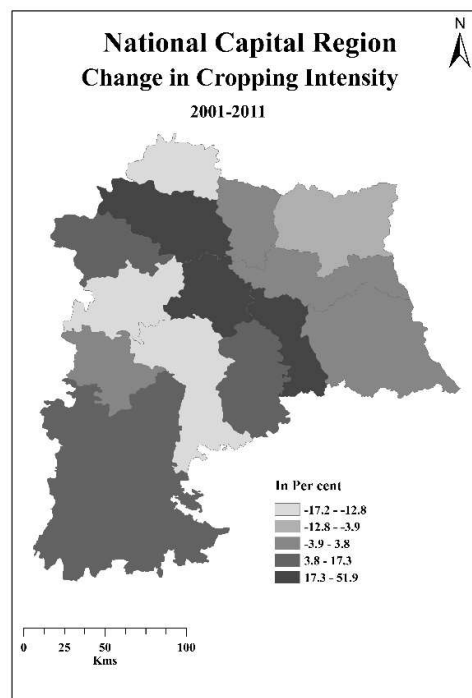 N
National Capital Region
Change in Cropping Intensity
2001-2011
In Per cent
-17.2 - -12.8
-12.8 - -3.9
-3.9 - 3.8
3.8 - 17.3
17.3 - 51.9
0 25 50 100
Kms